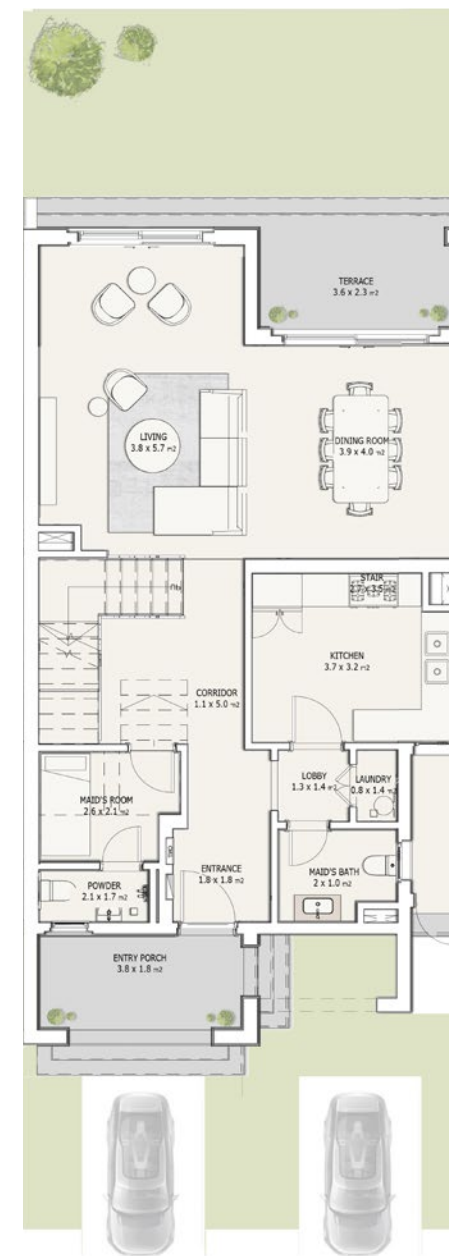 TERRACE
3.6 x 2.3 m2
LIVING
3.8 x 5.7 m2
DINING ROOM
3.9 x 4.0 m2
STAIR
2.7 x 3.5 m2
KITCHEN
3.7 x 3.2 m2
CORRIDOR
1.1 x 5.0 m2
LOBBY
1.3 x 1.4 m2
LAUNDRY
0.8 x 1.4 m2
MAID'S ROOM
2.6 x 2.1 m2
ENTRANCE
1.8 x 1.8 m2
MAID'S BATH
2 x 1.0 m2
POWDER
2.1 x 1.7 m2
ENTRY PORCH
3.8 x 1.8 m2